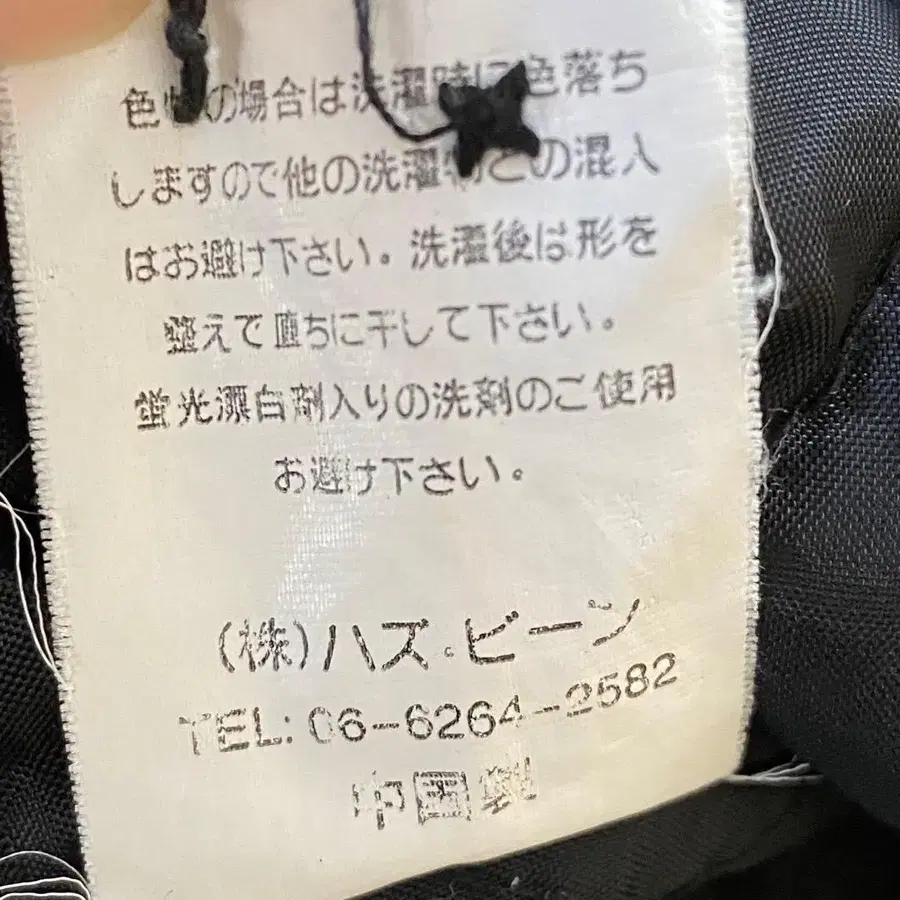 色 の場合は洗濯時に色落ち
しますので他の洗濯物との混入
はお避け下さい。洗濯後は形を
整えて直ちに干して下さい。
蛍光漂白剤入りの洗剤のご使用
お避け下さい。
(株)ハズ・ビーン
TEL: 06-6264-2582
中国製